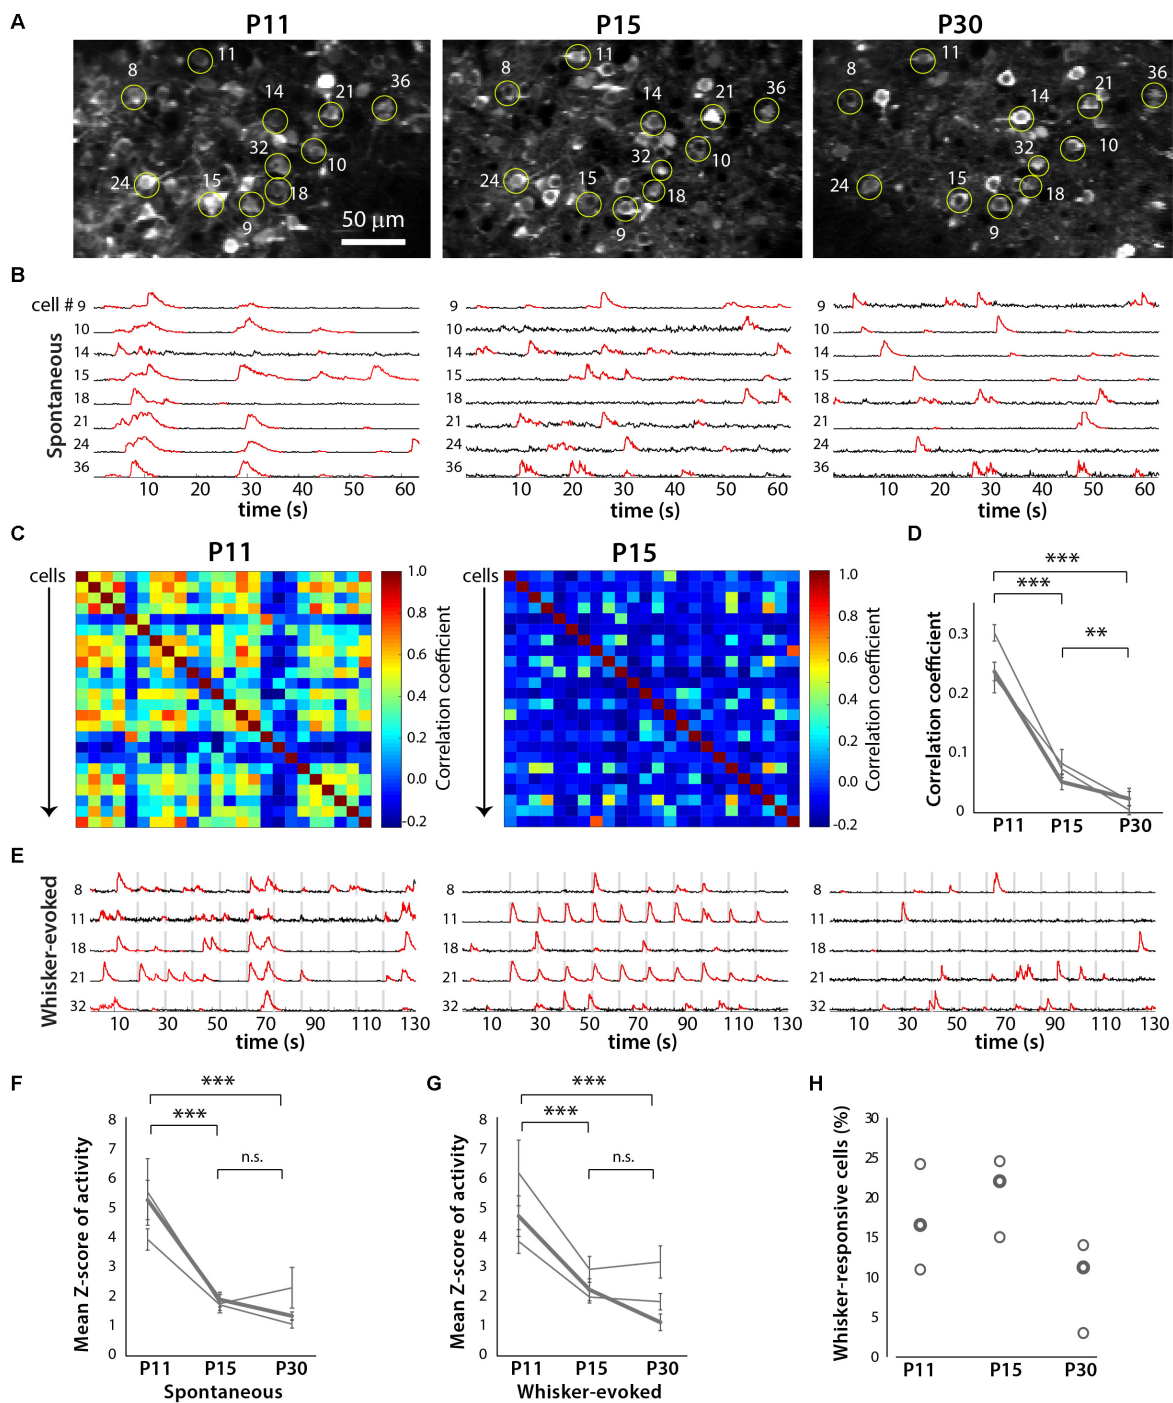 A
P11
P15
P30
8
11
14
21
36
32
10
24
15
18
9
50 μm
8
11
14
21
36
32
10
24
15
18
9
8
11
14
21
36
32
10
24
15
18
9
B
Spontaneous
cell # 9
10
14
15
18
21
24
36
10 20 30 40 50 60
time (s)
9
10
14
15
18
21
24
36
10 20 30 40 50 60
time (s)
9
10
14
15
18
21
24
36
10 20 30 40 50 60
time (s)
C
P11
cells
1.0
0.8
0.6
0.4
0.2
0.0
-0.2
Correlation coefficient
P15
cells
1.0
0.8
0.6
0.4
0.2
0.0
-0.2
Correlation coefficient
D
***
***
**
Correlation coefficient
0.3
0.2
0.1
0
P11 P15 P30
E
Whisker-evoked
8
11
18
21
32
10 30 50 70 90 110 130
time (s)
8
11
18
21
32
10 30 50 70 90 110 130
time (s)
8
11
18
21
32
10 30 50 70 90 110 130
time (s)
F
***
***
n.s.
Mean Z-score of activity
8
7
6
5
4
3
2
1
0
P11 P15 P30
Spontaneous
G
***
***
n.s.
Mean Z-score of activity
8
7
6
5
4
3
2
1
0
P11 P15 P30
Whisker-evoked
H
Whisker-responsive cells (%)
30
25
20
15
10
5
0
P11 P15 P30